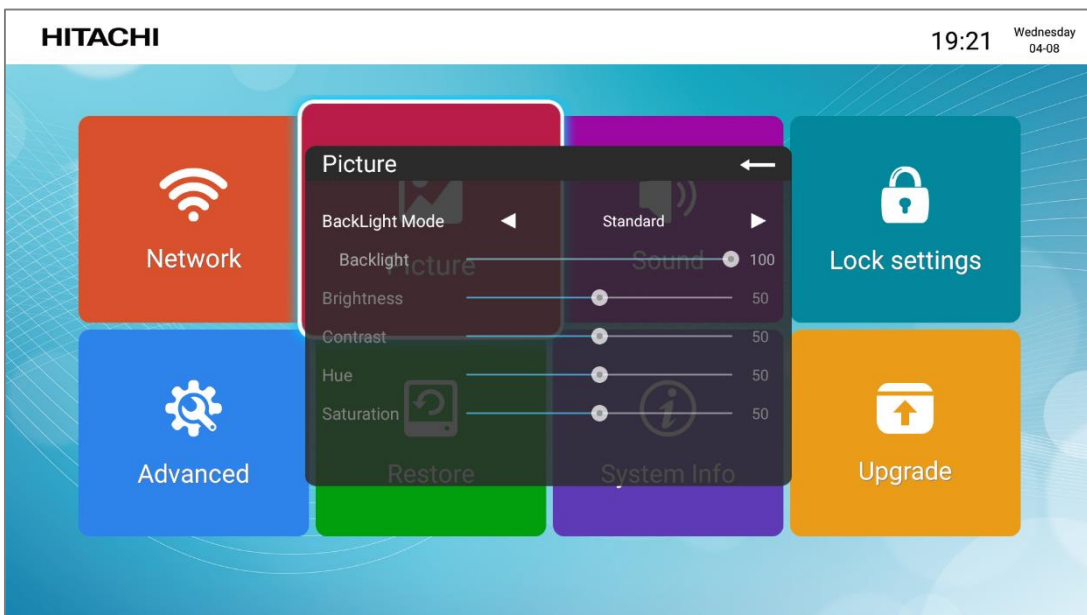 HITACHI
19:21
Wednesday
04-08
Network
Picture
Sound
Lock settings
Picture
BackLight Mode
Standard
Backlight
100
Brightness
50
Contrast
50
Hue
50
Saturation
50
Advanced
Restore
System Info
Upgrade